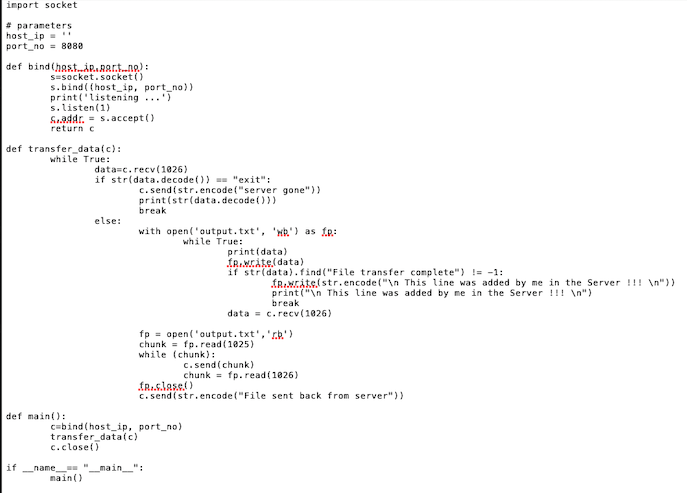 import socket

# parameters
host_ip = ''
port_no = 8080

def bind(host_ip,port_no):
        s=socket.socket()
        s.bind((host_ip, port_no))
        print('listening ...')
        s.listen(1)
        c,addr = s.accept()
        return c

def transfer_data(c):
        while True:
                data=c.recv(1026)
                if str(data.decode()) == "exit":
                        c.send(str.encode("server gone"))
                        print(str(data.decode()))
                        break
                else:
                        with open('output.txt', 'wb') as fp:
                                while True:
                                        print(data)
                                        fp.write(data)
                                        if str(data).find("File transfer complete") != -1:
                                                fp.write(str.encode("\n This line was added by me in the Server !!! \n"))
                                                print("\n This line was added by me in the Server !!! \n")
                                                break
                                        data = c.recv(1026)

                        fp = open('output.txt','rb')
                        chunk = fp.read(1025)
                        while (chunk):
                                c.send(chunk)
                                chunk = fp.read(1026)
                        fp.close()
                        c.send(str.encode("File sent back from server"))

def main():
        c=bind(host_ip, port_no)
        transfer_data(c)
        c.close()

if __name__== "__main__":
        main()